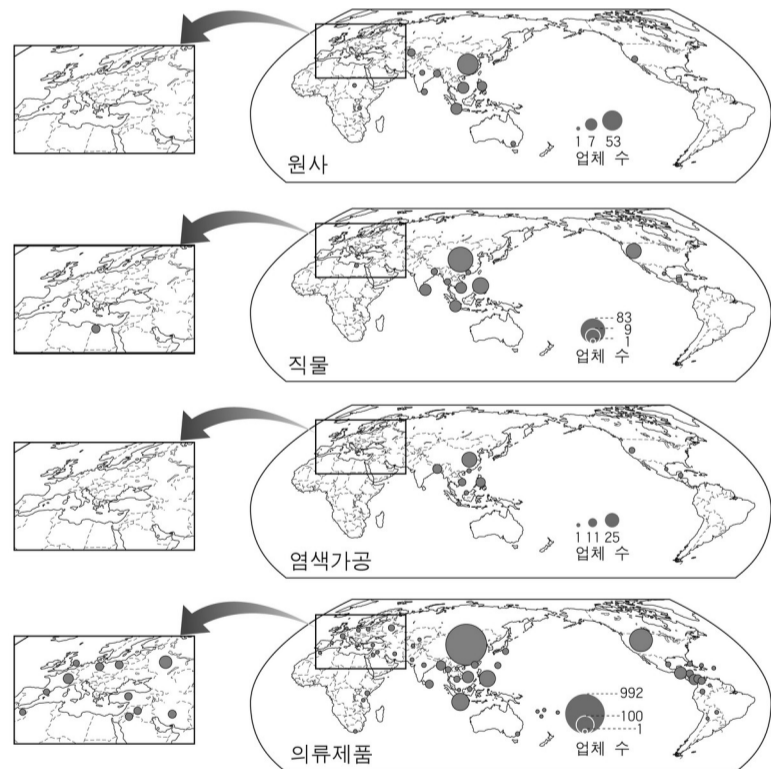 원사
1 7 53
업체 수
직물
83
9
1
업체 수
염색가공
1 11 25
업체 수
의류제품
992
100
1
업체 수